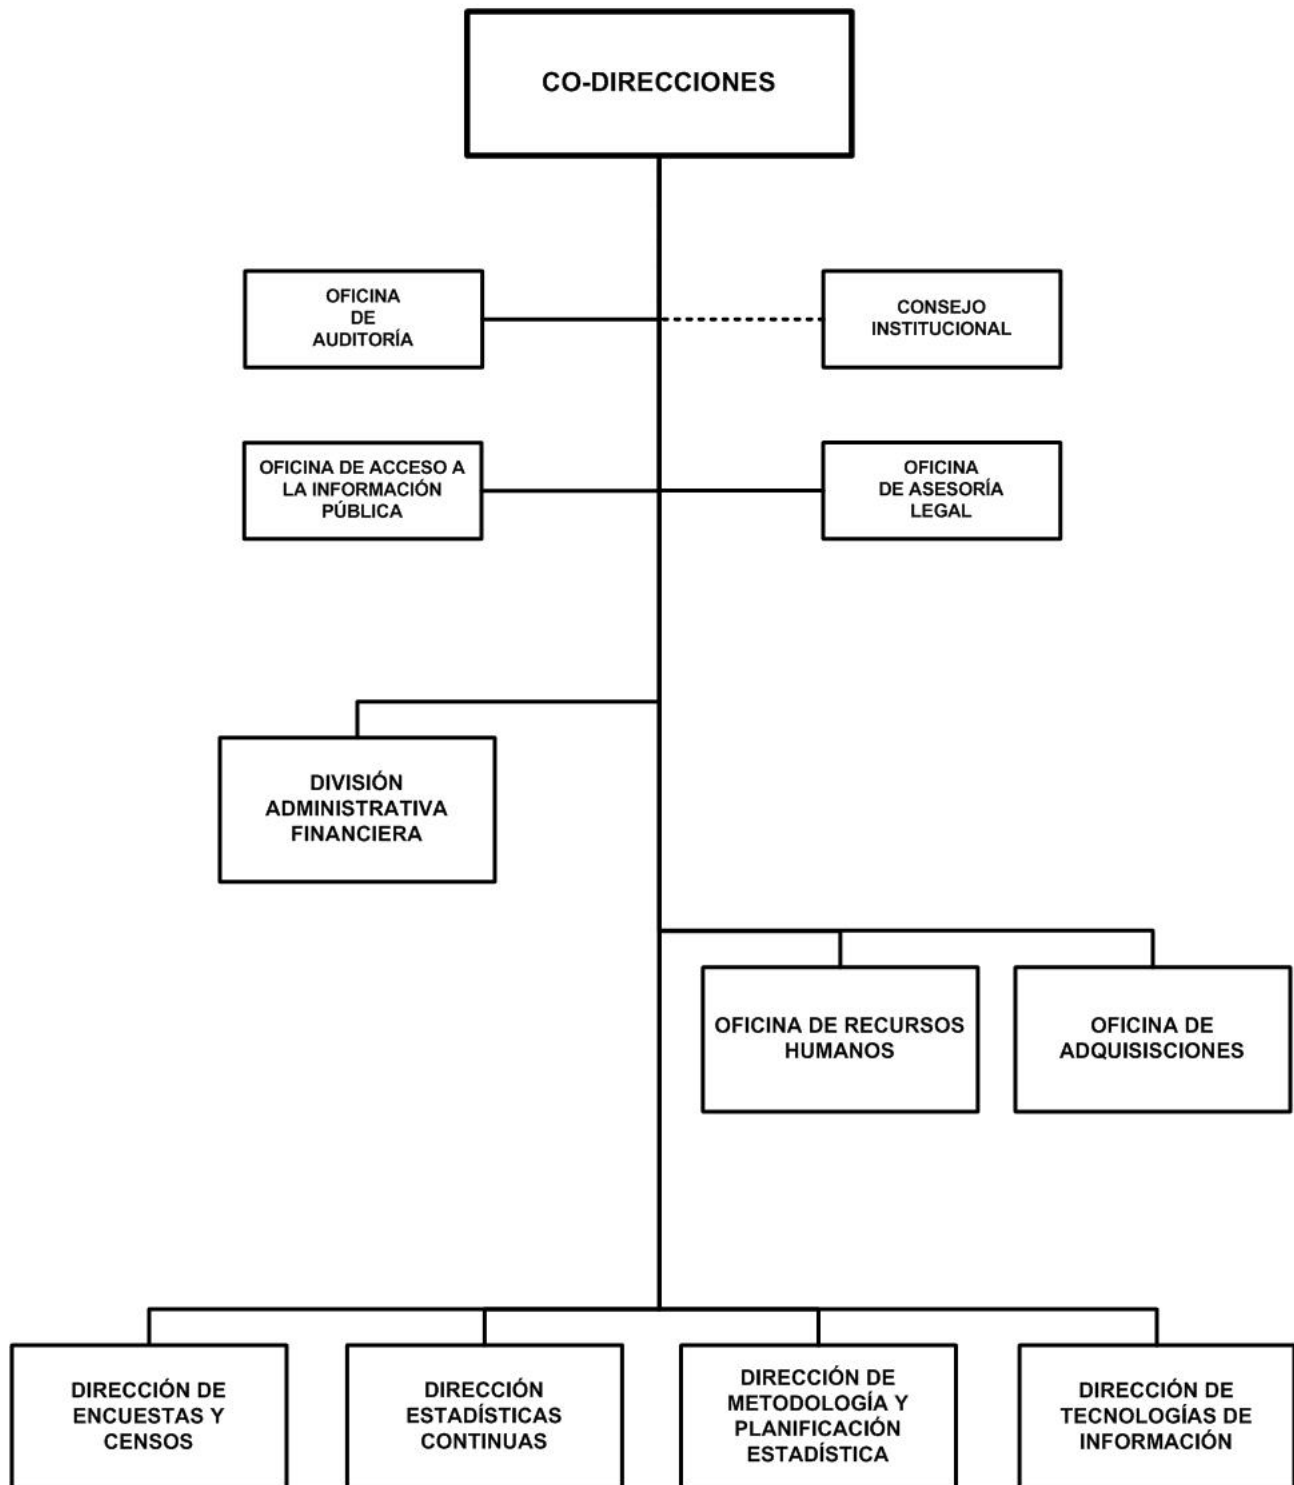 CO-DIRECCIONES
OFICINA
DE
AUDITORÍA
CONSEJO
INSTITUCIONAL
OFICINA DE ACCESO A
LA INFORMACIÓN
PÚBLICA
OFICINA
DE ASESORÍA
LEGAL
DIVISIÓN
ADMINISTRATIVA
FINANCIERA
OFICINA DE RECURSOS
HUMANOS
OFICINA DE
ADQUISISCIONES
DIRECCIÓN DE
ENCUESTAS Y
CENSOS
DIRECCIÓN
ESTADÍSTICAS
CONTINUAS
DIRECCIÓN DE
METODOLOGÍA Y
PLANIFICACIÓN
ESTADÍSTICA
DIRECCIÓN DE
TECNOLOGÍAS DE
INFORMACIÓN